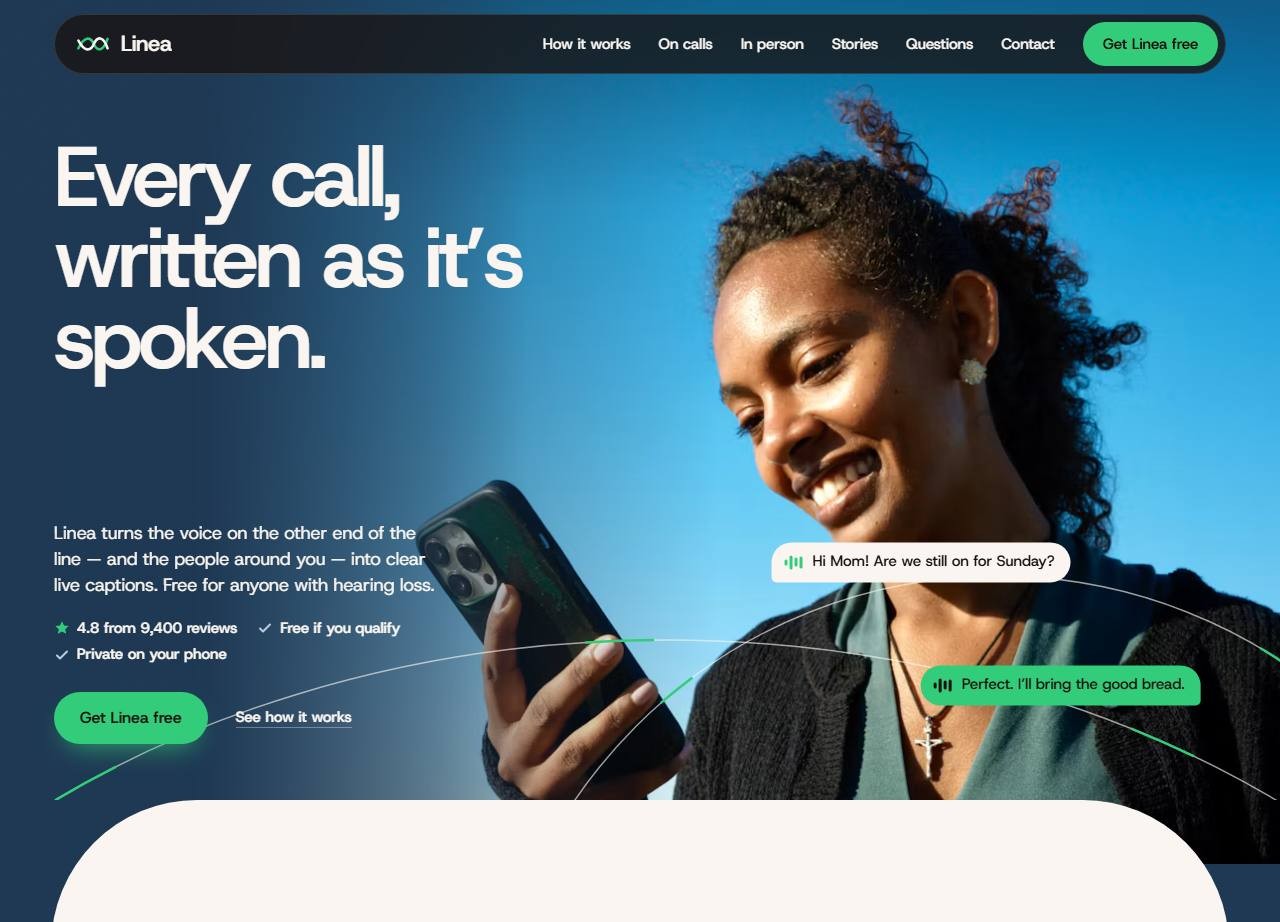 Linea
How it works
On calls
In person
Stories
Questions
Contact
Get Linea free
Every call,
written as it’s
spoken.
Linea turns the voice on the other end of the
line — and the people around you — into clear
live captions. Free for anyone with hearing loss.
4.8 from 9,400 reviews
Free if you qualify
Private on your phone
Get Linea free
See how it works
Hi Mom! Are we still on for Sunday?
Perfect. I’ll bring the good bread.